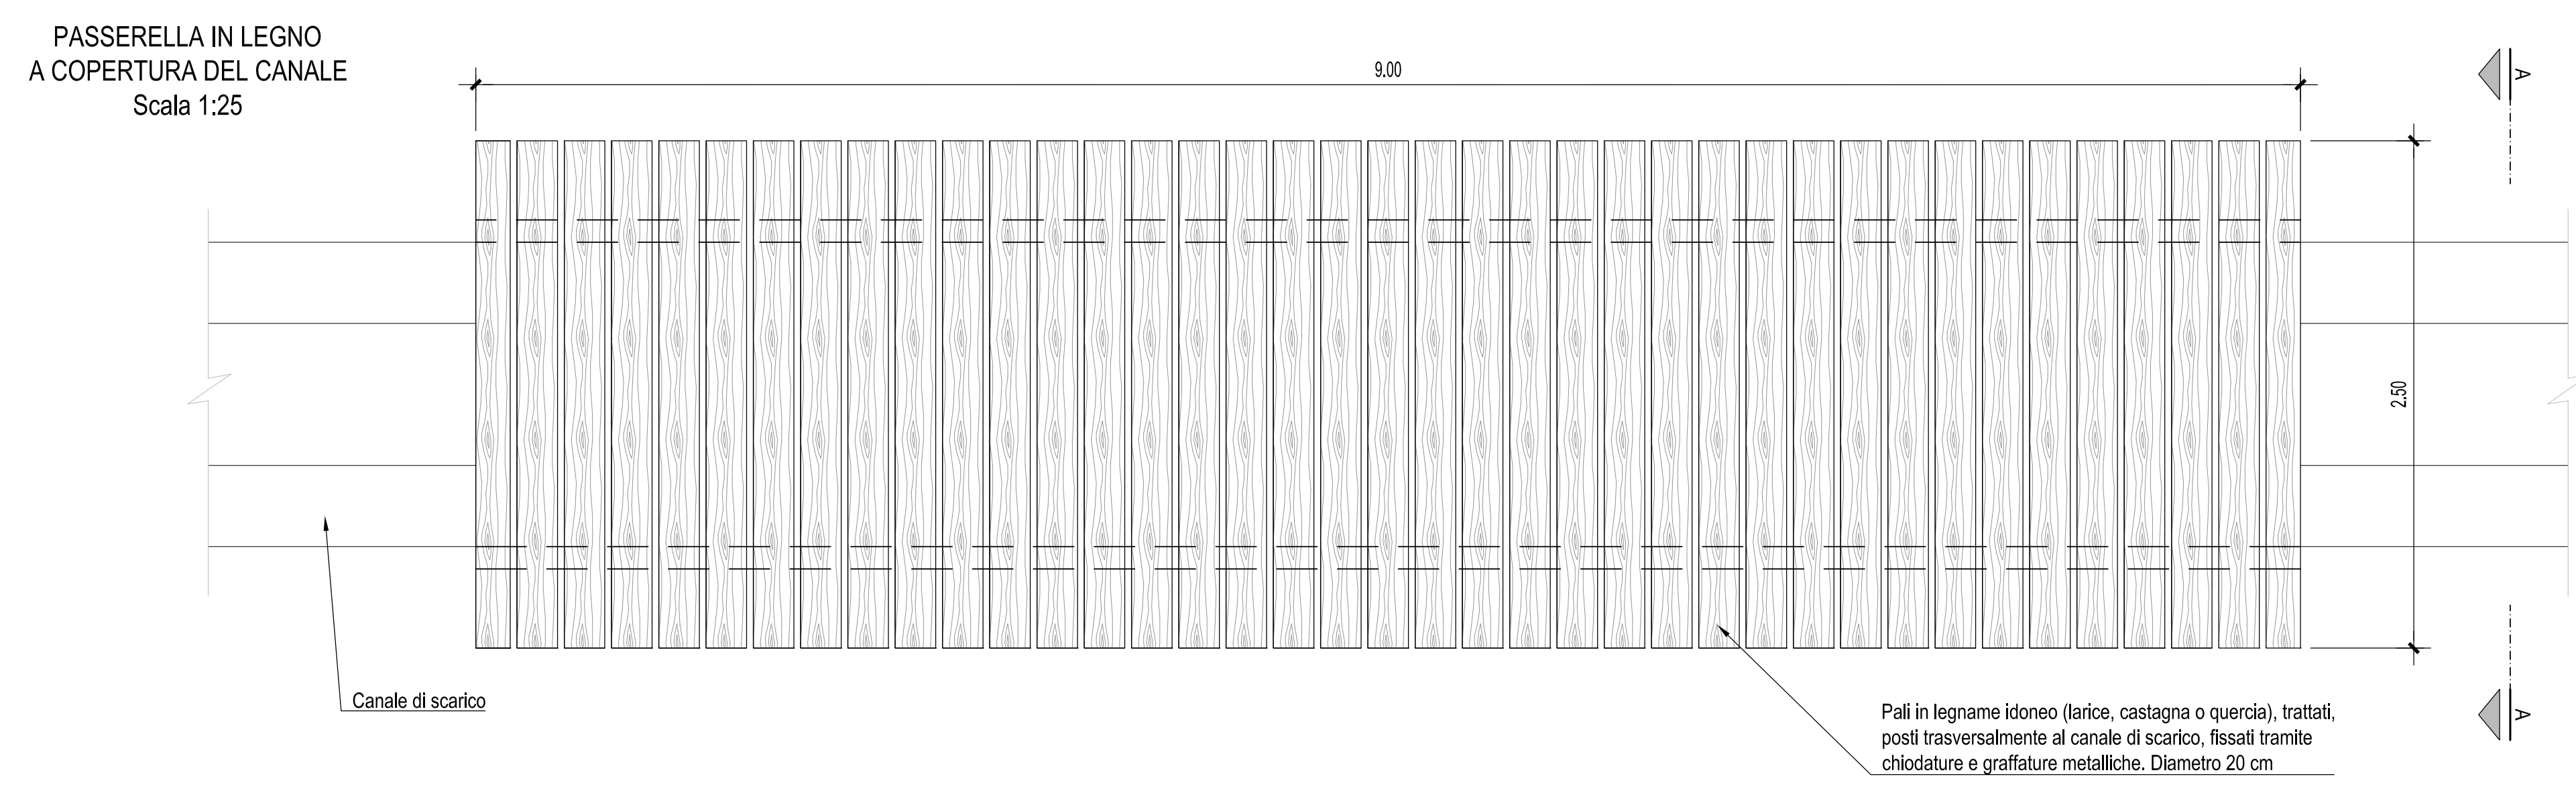 PASSERELLA IN LEGNO
A COPERTURA DEL CANALE
Scala 1:25
9.00
A
2.50
Canale di scarico
Pali in legname idoneo (larice, castagna o quercia), trattati,
posti trasversalmente al canale di scarico, fissati tramite
chiodature e graffature metalliche. Diametro 20 cm
A